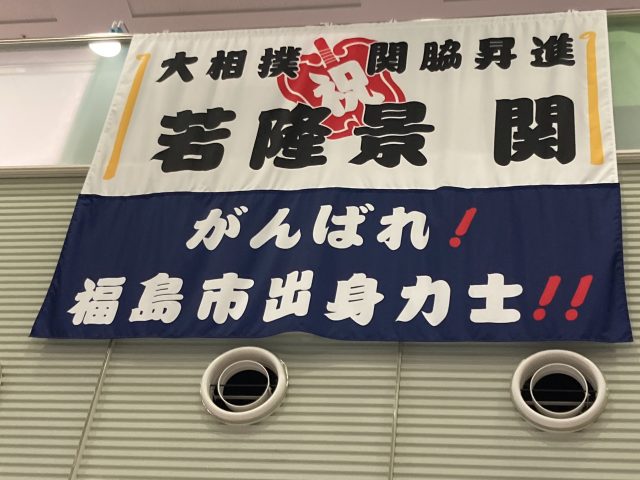 大相撲 祝 関脇昇進
若隆景 関
がんばれ!
福島市出身力士!!